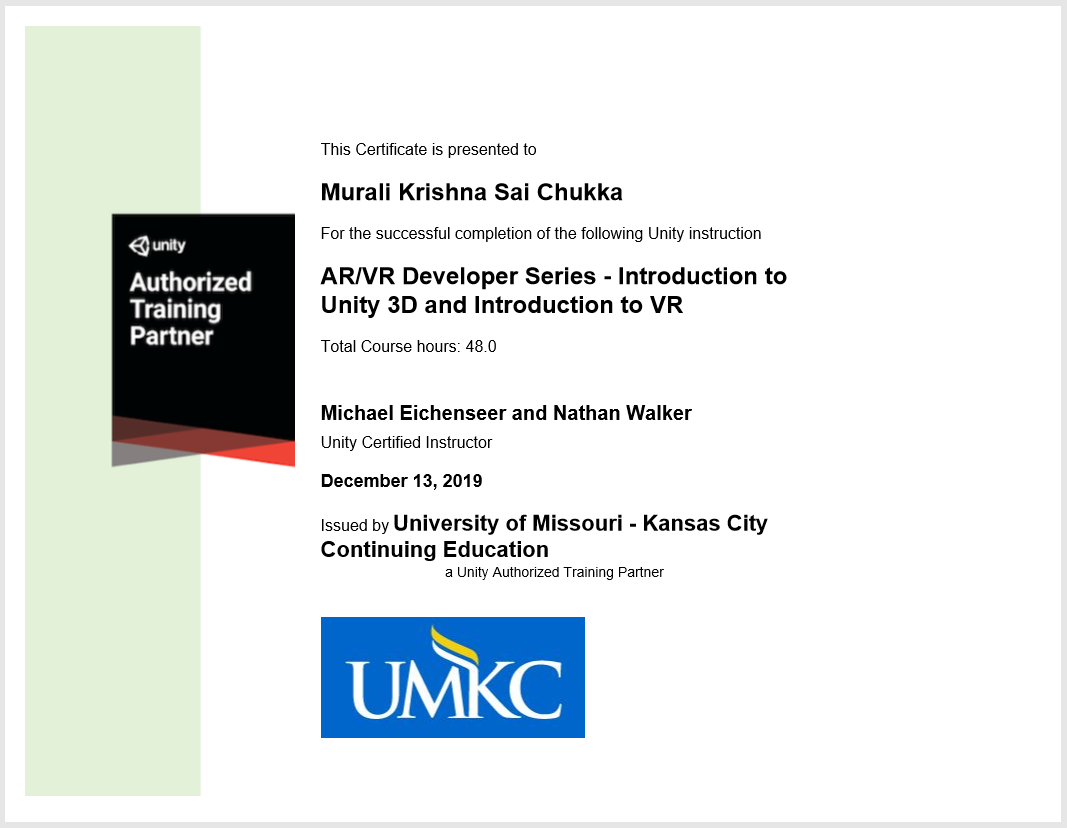 This Certificate is presented to
Murali Krishna Sai Chukka
For the successful completion of the following Unity instruction
unity
Authorized
Training
Partner
AR/VR Developer Series - Introduction to
Unity 3D and Introduction to VR
Total Course hours: 48.0
Michael Eichenseer and Nathan Walker
Unity Certified Instructor
December 13, 2019
Issued by University of Missouri - Kansas City
Continuing Education
a Unity Authorized Training Partner
UMKC